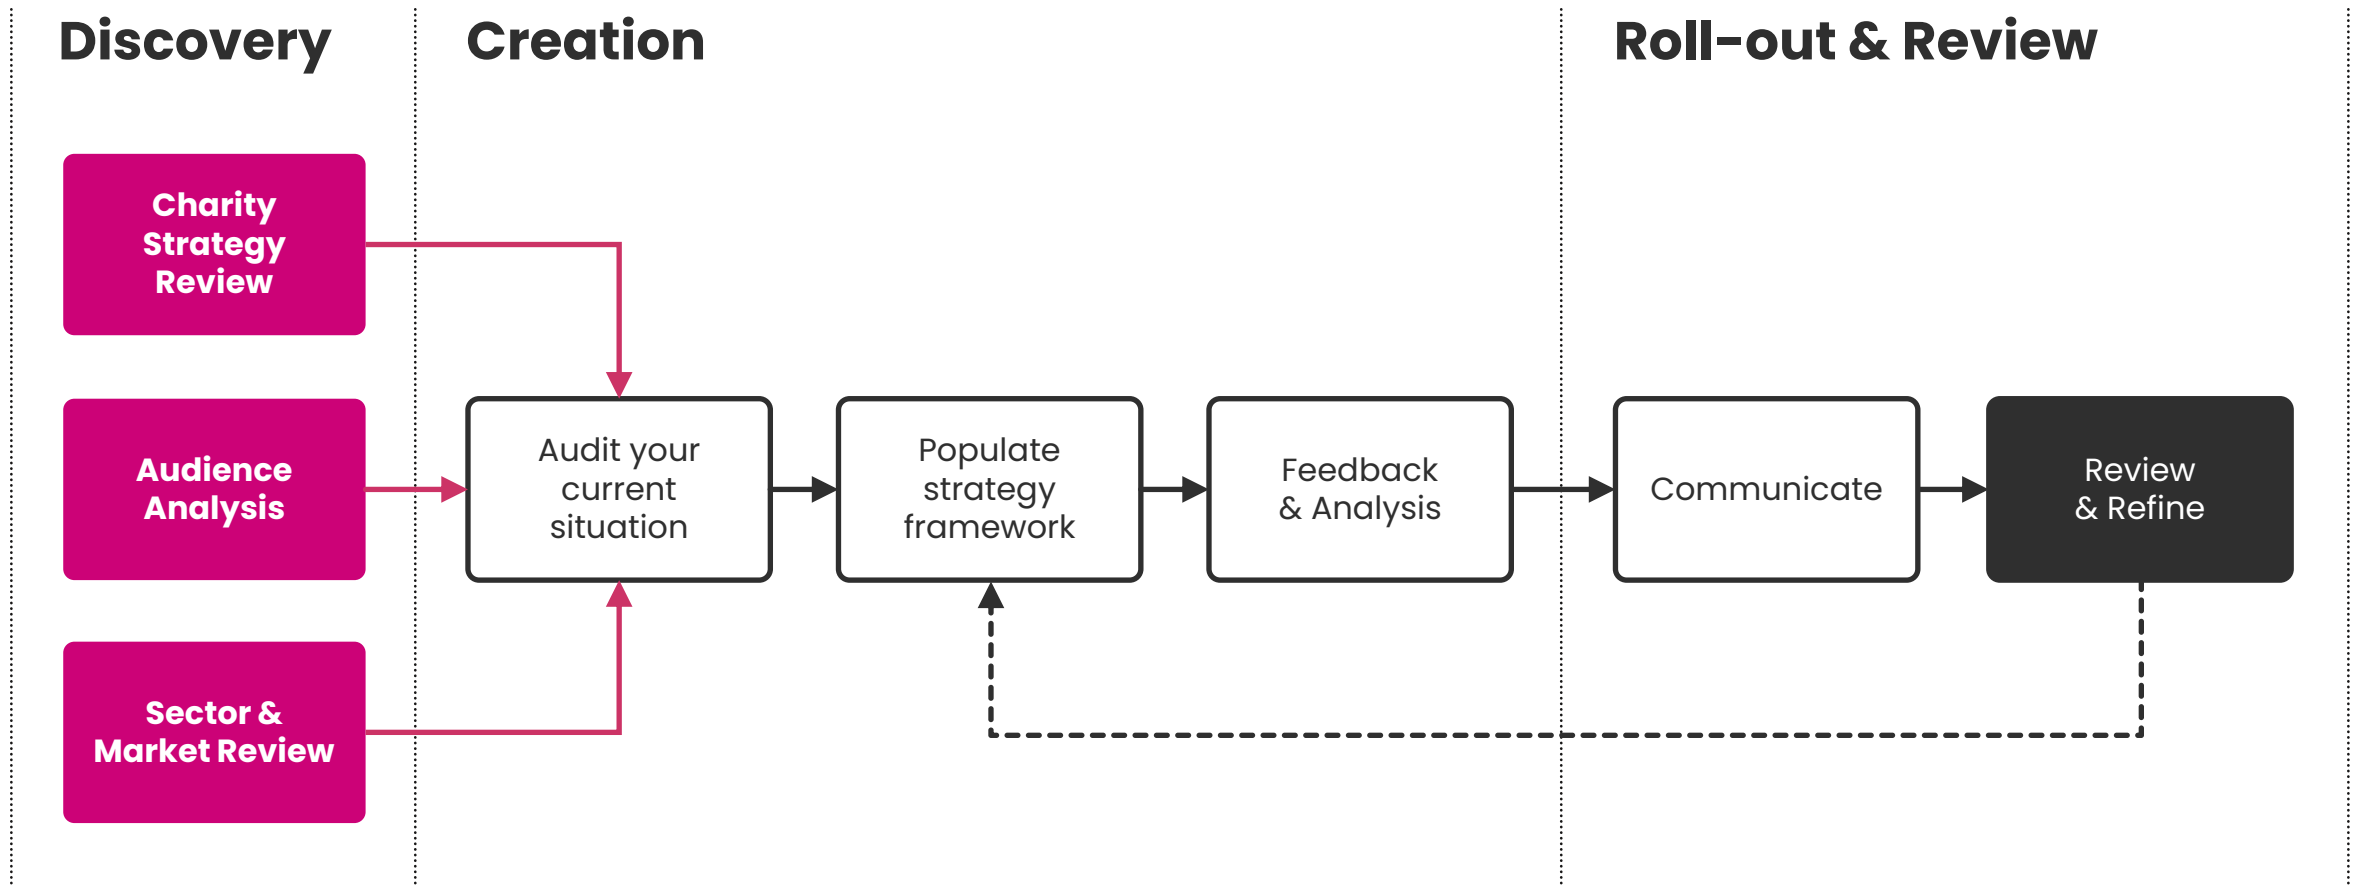 Discovery
Creation
Roll-out & Review
Charity
Strategy
Review
Audience
Analysis
Sector &
Market Review
Audit your
current
situation
Populate
strategy
framework
Feedback
& Analysis
Communicate
Review
& Refine